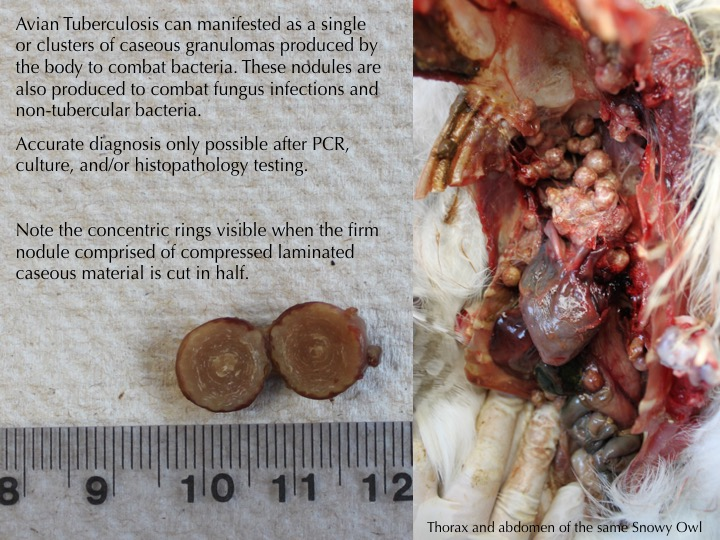 Avian Tuberculosis can manifested as a single
or clusters of caseous granulomas produced by
the body to combat bacteria. These nodules are
also produced to combat fungus infections and
non-tubercular bacteria.
Accurate diagnosis only possible after PCR,
culture, and/or histopathology testing.
Note the concentric rings visible when the firm
nodule comprised of compressed laminated
caseous material is cut in half.
8 9 10 11 12
Thorax and abdomen of the same Snowy Owl